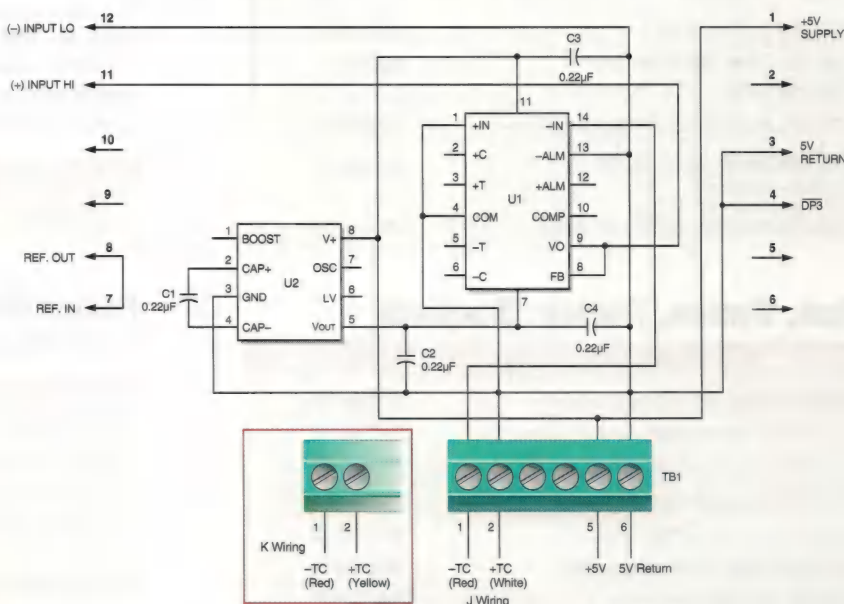 12
(–) INPUT LO
11
(+) INPUT HI
10
9
8
REF. OUT
REF. IN
7
1
+5V
SUPPLY
2
3
5V
RETURN
4
DP3
5
6
C3
0.22µF
11
1
+IN
–IN
14
2
+C
–ALM
13
3
+T
+ALM
12
U1
4
COM
COMP
10
5
–T
VO
9
6
–C
FB
8
7
1
BOOST
V+
8
2
CAP+
OSC
7
U2
3
GND
LV
6
4
CAP–
VOUT
5
C1
0.22µF
C4
0.22µF
C2
0.22µF
TB1
1
2
K Wiring
–TC
(Red)
+TC
(Yellow)
1
2
5
6
–TC
(Red)
+TC
(White)
+5V
5V Return
J Wiring